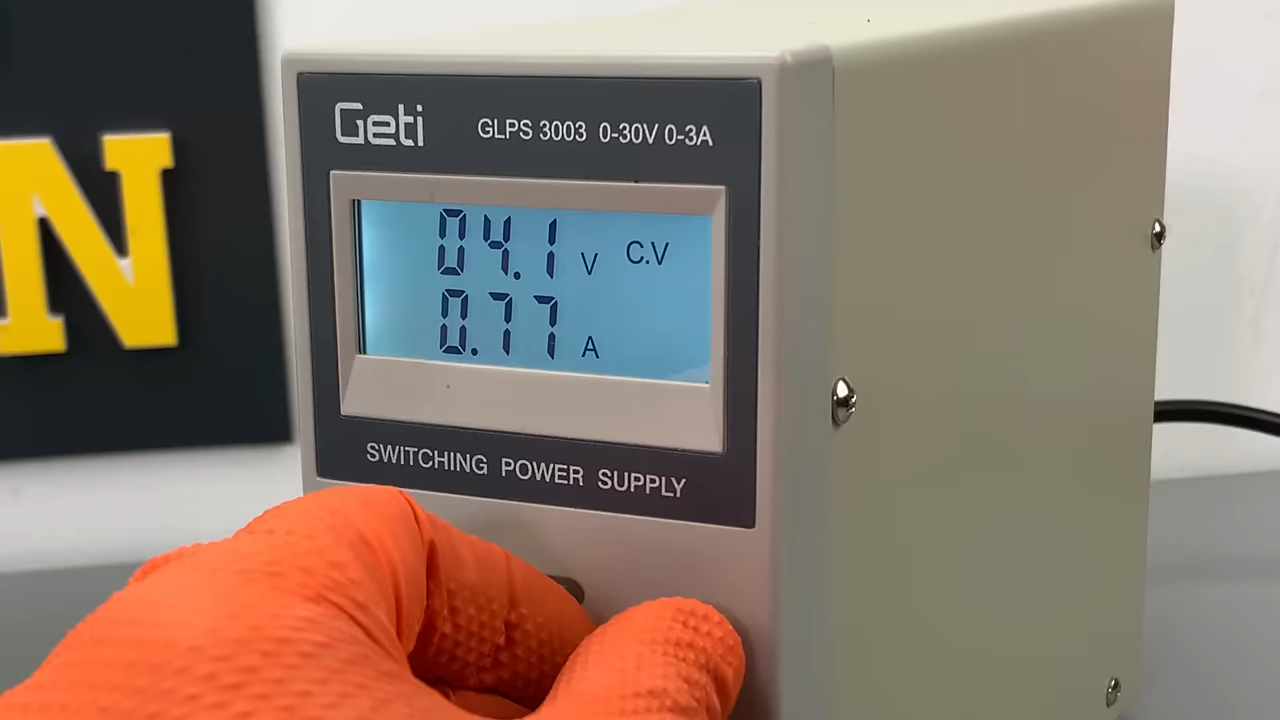 N
Geti
GLPS 3003 0-30V 0-3A
04.1 V C.V
0.77 A
SWITCHING POWER SUPPLY